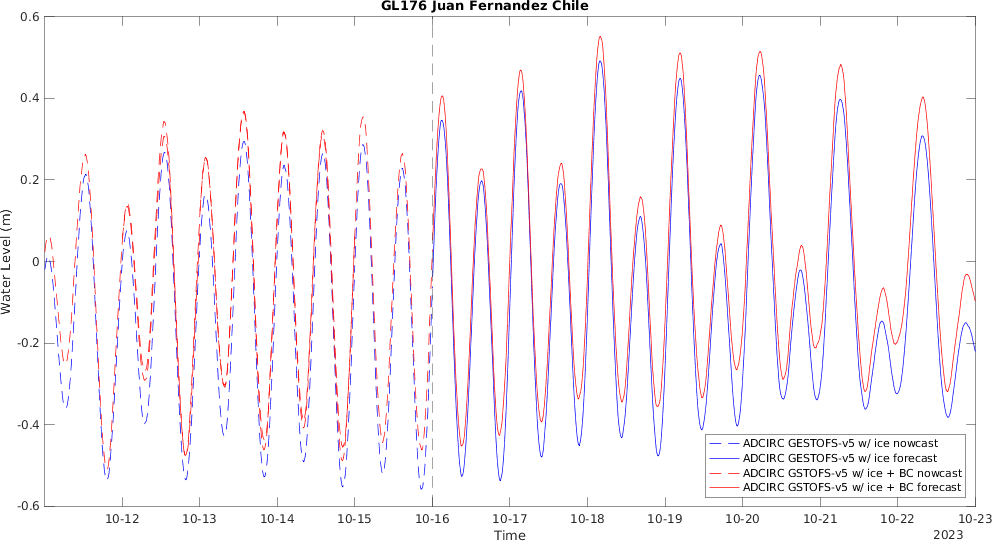 GL176 Juan Fernandez Chile
0.6
0.4
0.2
0
-0.2
-0.4
-0.6
Water Level (m)
ADCIRC GESTOFS-v5 w/ ice nowcast
ADCIRC GESTOFS-v5 w/ ice forecast
ADCIRC GSTOFS-v5 w/ ice + BC nowcast
ADCIRC GSTOFS-v5 w/ ice + BC forecast
10-12 10-13 10-14 10-15 10-16 10-17 10-18 10-19 10-20 10-21 10-22 10-23
Time
2023